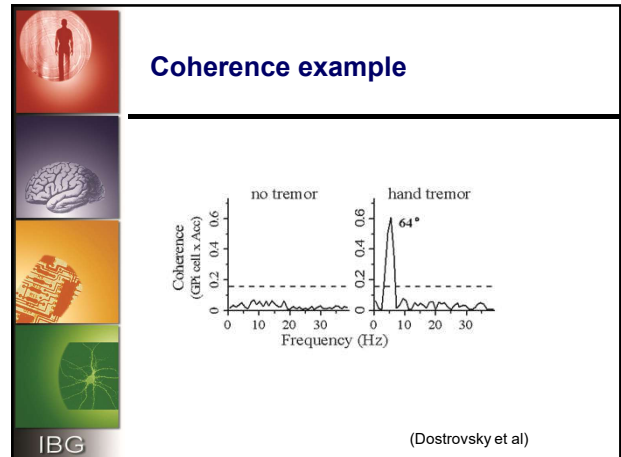 Coherence example
no tremor
hand tremor
Coherence
(GPi cell x Acc)
0.6
0.4
0.2
0
64°
0.6
0.4
0.2
0
0 10 20 30
0 10 20 30
Frequency (Hz)
(Dostrovsky et al)
IBG